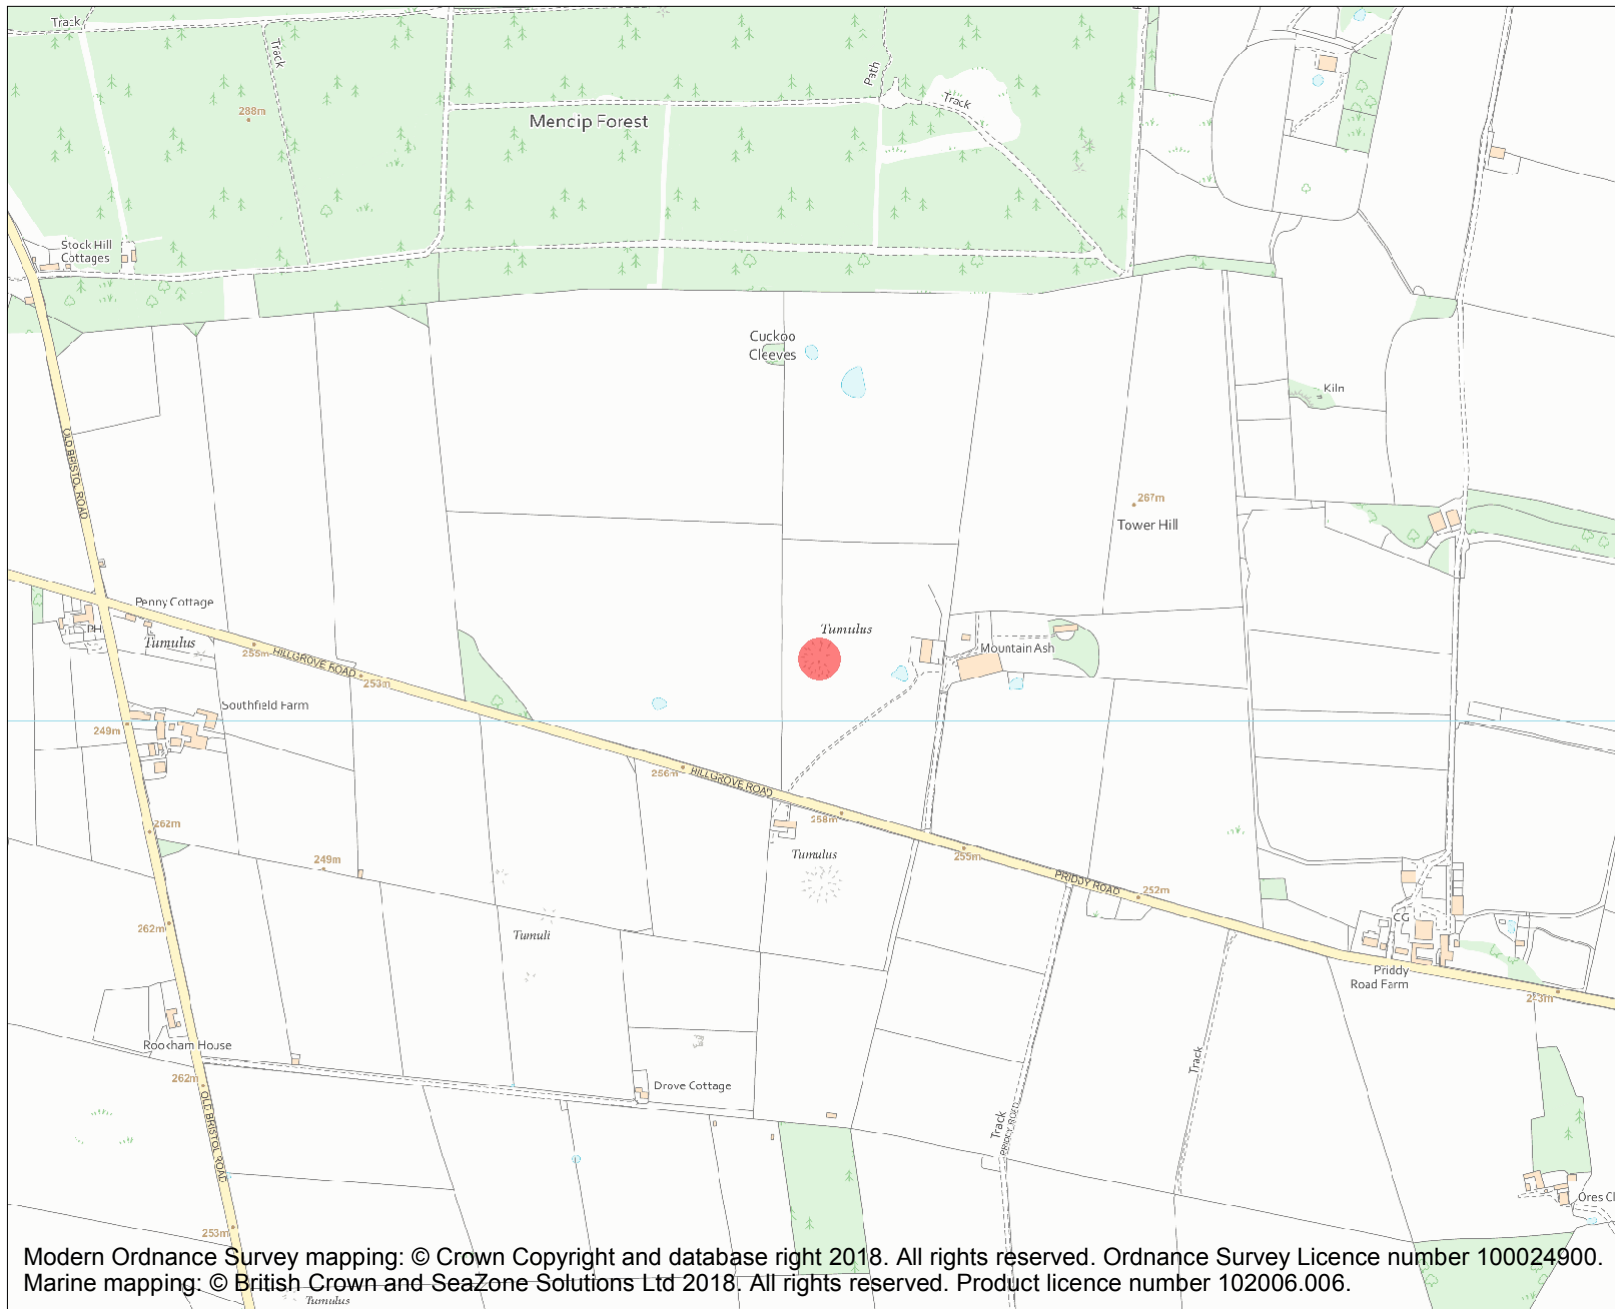 Track
Track
288m
Mencip Forest
Path
Track
Stock Hill
Cottages
Cuckoo
Cleeves
Kiln
OLD BRISTOL ROAD
267m
Tower Hill
Penny Cottage
PH
Tumulus
255m
HILLGROVE ROAD
253m
Tumulus
Mountain Ash
Southfield Farm
249m
256m
HILLGROVE ROAD
258m
262m
249m
Tumulus
255m
PRIDDY ROAD
252m
262m
Tumuli
CG
Priddy
Road Farm
243m
Rookham House
262m
Drove Cottage
OLD BRISTOL ROAD
Track
PRIDDY ROAD
Track
Ores Cl
253m
Modern Ordnance Survey mapping: © Crown Copyright and database right 2018. All rights reserved. Ordnance Survey Licence number 100024900.
Marine mapping: © British Crown and SeaZone Solutions Ltd 2018. All rights reserved. Product licence number 102006.006.
Tumulus